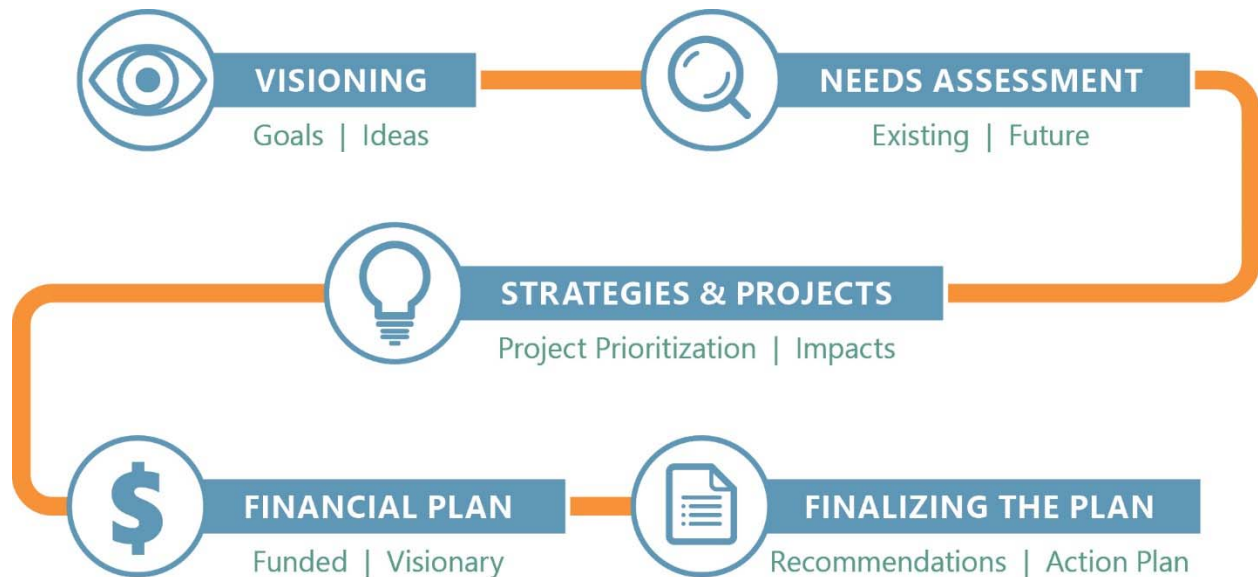 VISIONING
Goals | Ideas
NEEDS ASSESSMENT
Existing | Future
STRATEGIES & PROJECTS
Project Prioritization | Impacts
$
FINANCIAL PLAN
Funded | Visionary
FINALIZING THE PLAN
Recommendations | Action Plan